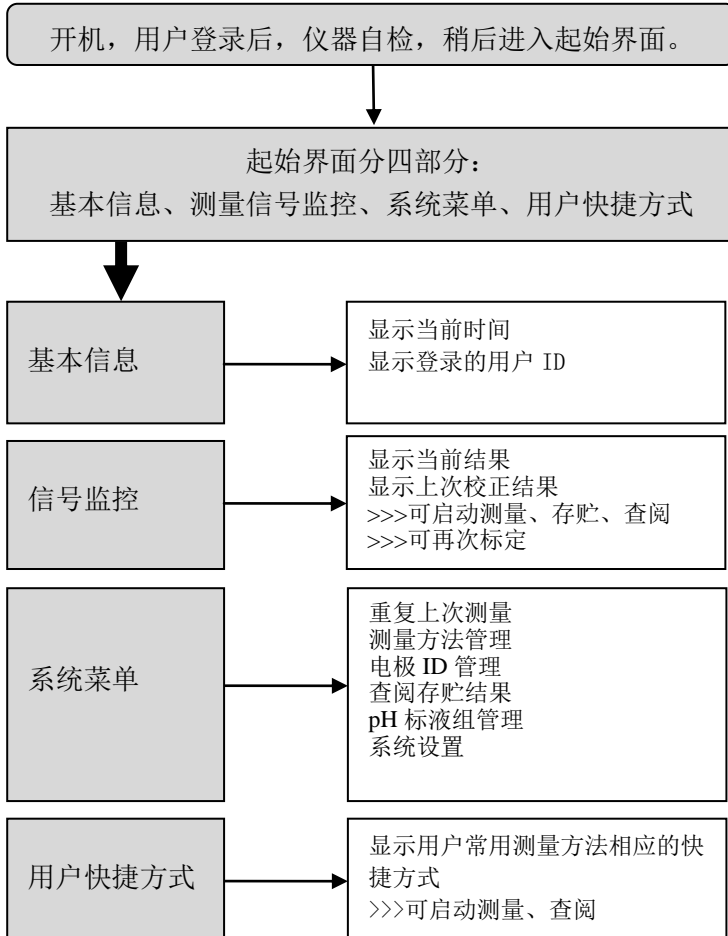 开机，用户登录后，仪器自检，稍后进入起始界面。
起始界面分四部分：
基本信息、测量信号监控、系统菜单、用户快捷方式
基本信息
显示当前时间
显示登录的用户 ID
信号监控
显示当前结果
显示上次校正结果
>>>可启动测量、存贮、查阅
>>>可再次标定
系统菜单
重复上次测量
测量方法管理
电极 ID 管理
查阅存贮结果
pH 标液组管理
系统设置
用户快捷方式
显示用户常用测量方法相应的快
捷方式
>>>可启动测量、查阅